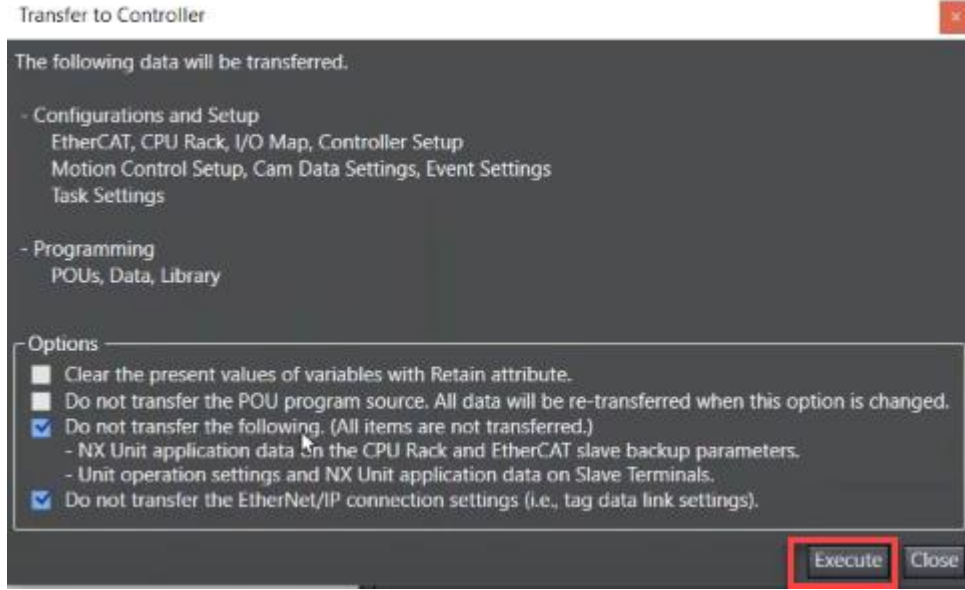 Transfer to Controller
The following data will be transferred.
- Configurations and Setup
EtherCAT, CPU Rack, I/O Map, Controller Setup
Motion Control Setup, Cam Data Settings, Event Settings
Task Settings
- Programming
POUs, Data, Library
Options
Clear the present values of variables with Retain attribute.
Do not transfer the POU program source. All data will be re-transferred when this option is changed.
Do not transfer the following. (All items are not transferred.)
- NX Unit application data on the CPU Rack and EtherCAT slave backup parameters.
- Unit operation settings and NX Unit application data on Slave Terminals.
Do not transfer the EtherNet/IP connection settings (i.e., tag data link settings).
Execute Close